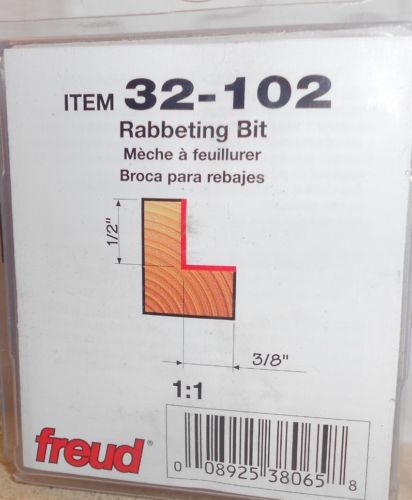 ITEM 32-102
Rabbeting Bit
Mèche à feuillurer
Broca para rebajes
1/2"
3/8"
1:1
freud®
0 08925 38065 8